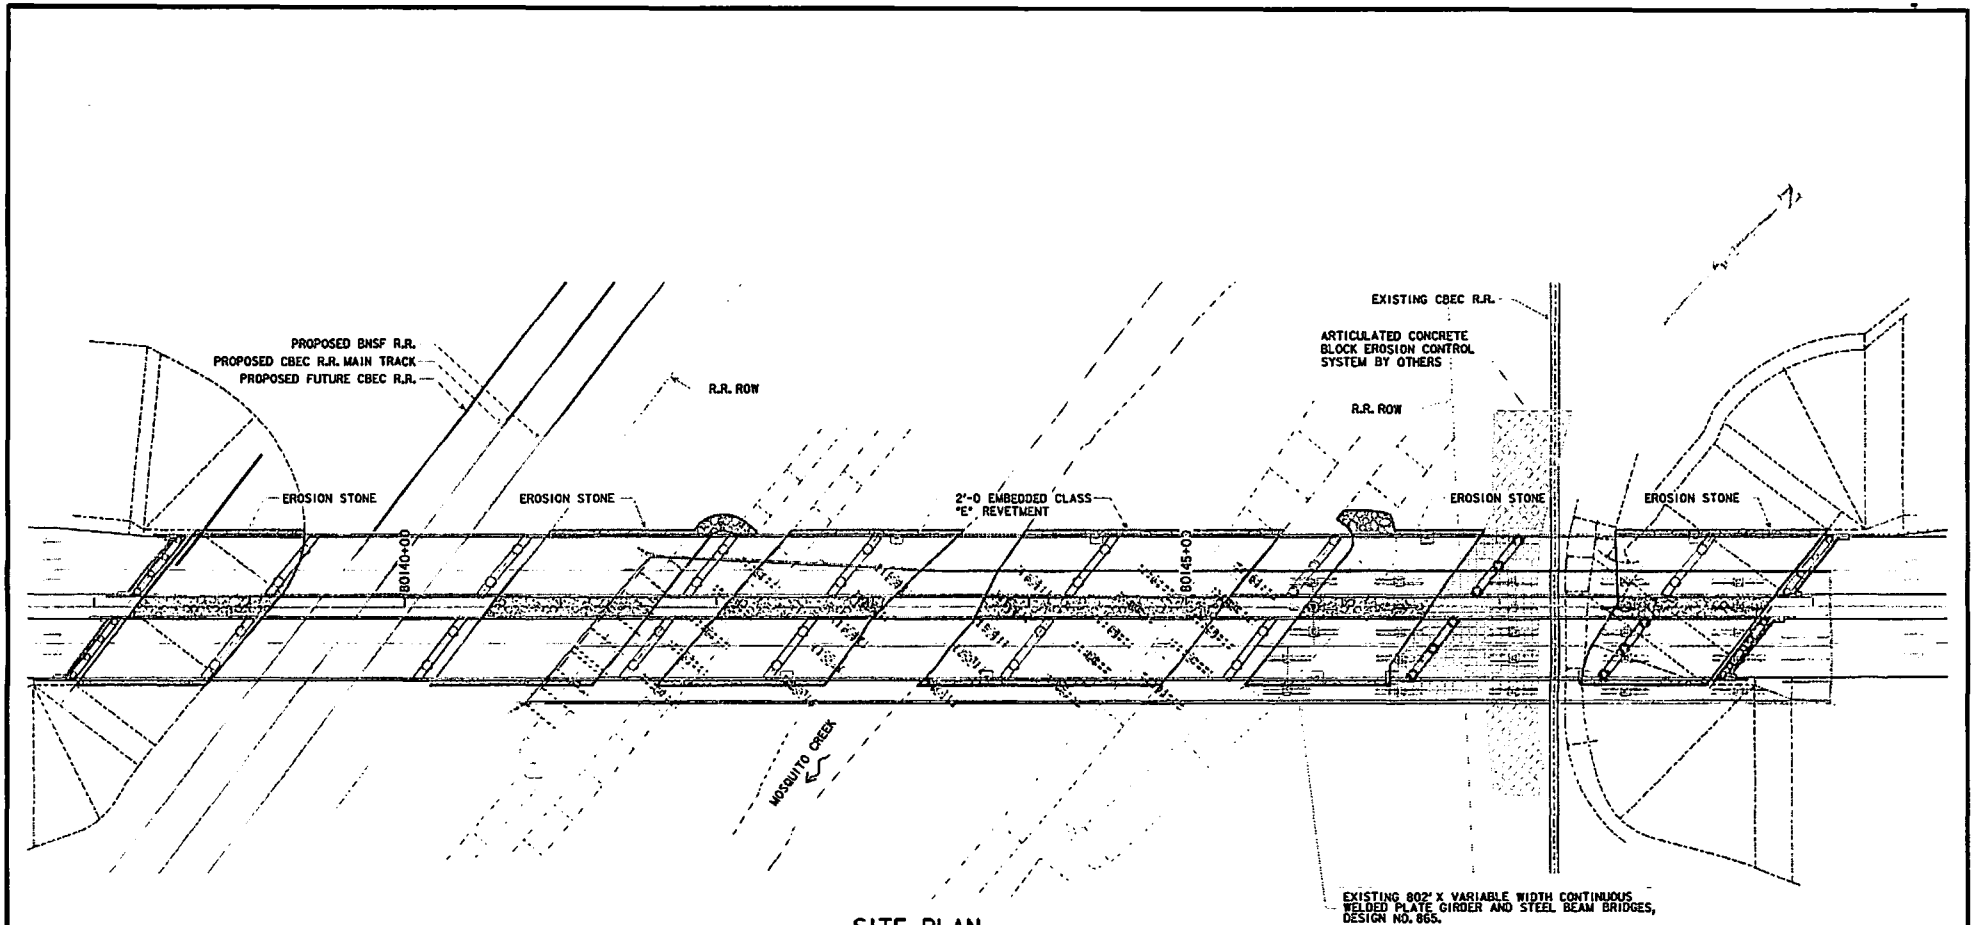 EXISTING CBEC R.R.
PROPOSED BNSF R.R.
PROPOSED CBEC R.R. MAIN TRACK
PROPOSED FUTURE CBEC R.R.
R.R. ROW
ARTICULATED CONCRETE
BLOCK EROSION CONTROL
SYSTEM BY OTHERS
R.R. ROW
EROSION STONE
EROSION STONE
2'-0 EMBEDDED CLASS
"E" REVETMENT
EROSION STONE
EROSION STONE
80140+00
80145+00
MOSQUITO CREEK
EXISTING 802' X VARIABLE WIDTH CONTINUOUS
WELDED PLATE GIRDER AND STEEL BEAM BRIDGES,
DESIGN NO. 865.
SITE PLAN